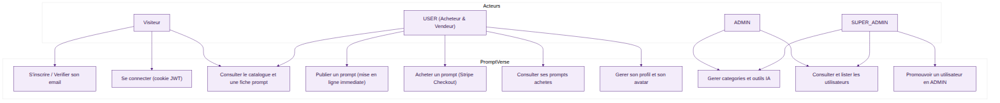 Acteurs
Visiteur
USER (Acheteur &
Vendeur)
ADMIN
SUPER_ADMIN
PromptVerse
S'inscrire / Verifier son
email
Se connecter (cookie JWT)
Consulter le catalogue et
une fiche prompt
Publier un prompt (mise en
ligne immediate)
Acheter un prompt (Stripe
Checkout)
Consulter ses prompts
achetes
Gerer son profil et son
avatar
Gerer categories et outils IA
Consulter et lister les
utilisateurs
Promouvoir un utilisateur
en ADMIN